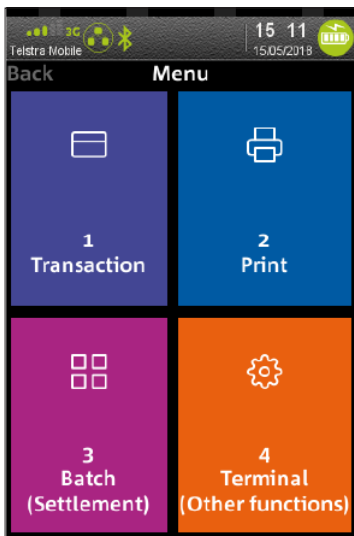 3G
15 11
Telstra Mobile
15/05/2018
Back Menu
1
Transaction
2
Print
3
Batch
(Settlement)
4
Terminal
(Other functions)